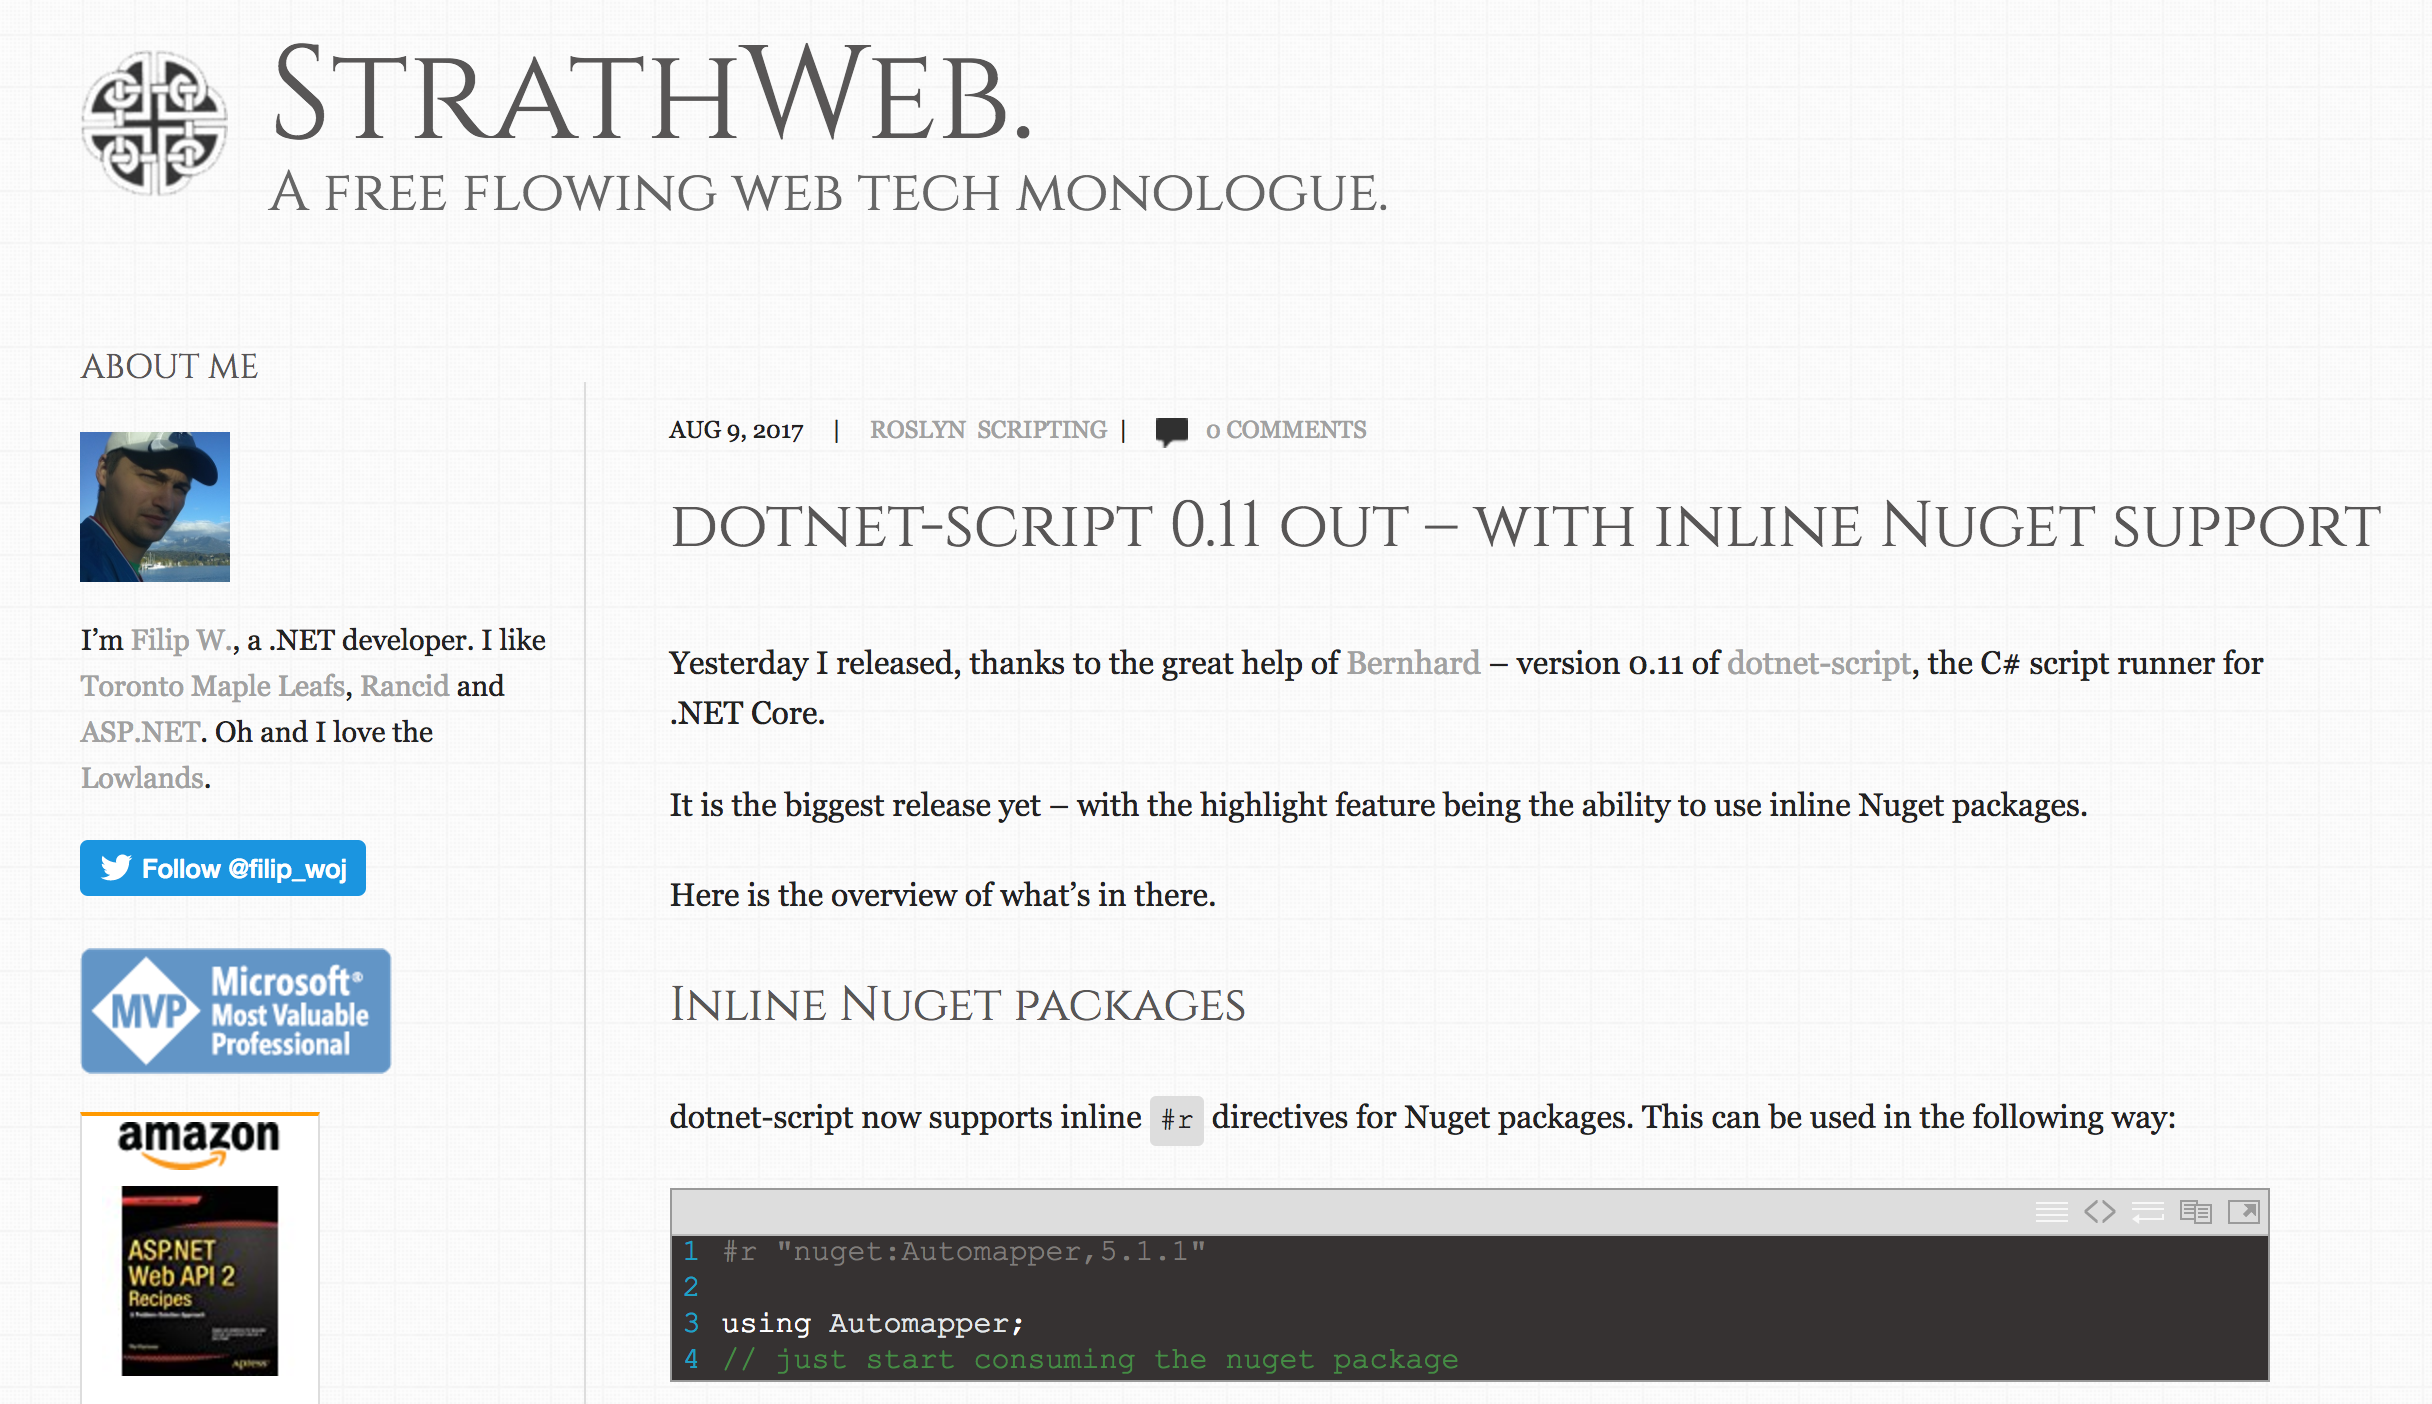 StrathWeb.
A free flowing web tech monologue.
ABOUT ME
I’m Filip W., a .NET developer. I like
Toronto Maple Leafs, Rancid and
ASP.NET. Oh and I love the
Lowlands.
Follow @filip_woj
MVP
Microsoft®
Most Valuable
Professional
amazon
ASP.NET
Web API 2
Recipes
Apress
AUG 9, 2017 | ROSLYN SCRIPTING | 0 COMMENTS
dotnet-script 0.11 out – with inline Nuget support
Yesterday I released, thanks to the great help of Bernhard – version 0.11 of dotnet-script, the C# script runner for
.NET Core.
It is the biggest release yet – with the highlight feature being the ability to use inline Nuget packages.
Here is the overview of what’s in there.
Inline Nuget packages
dotnet-script now supports inline #r directives for Nuget packages. This can be used in the following way:
1 #r "nuget:Automapper,5.1.1"
2
3 using Automapper;
4 // just start consuming the nuget package